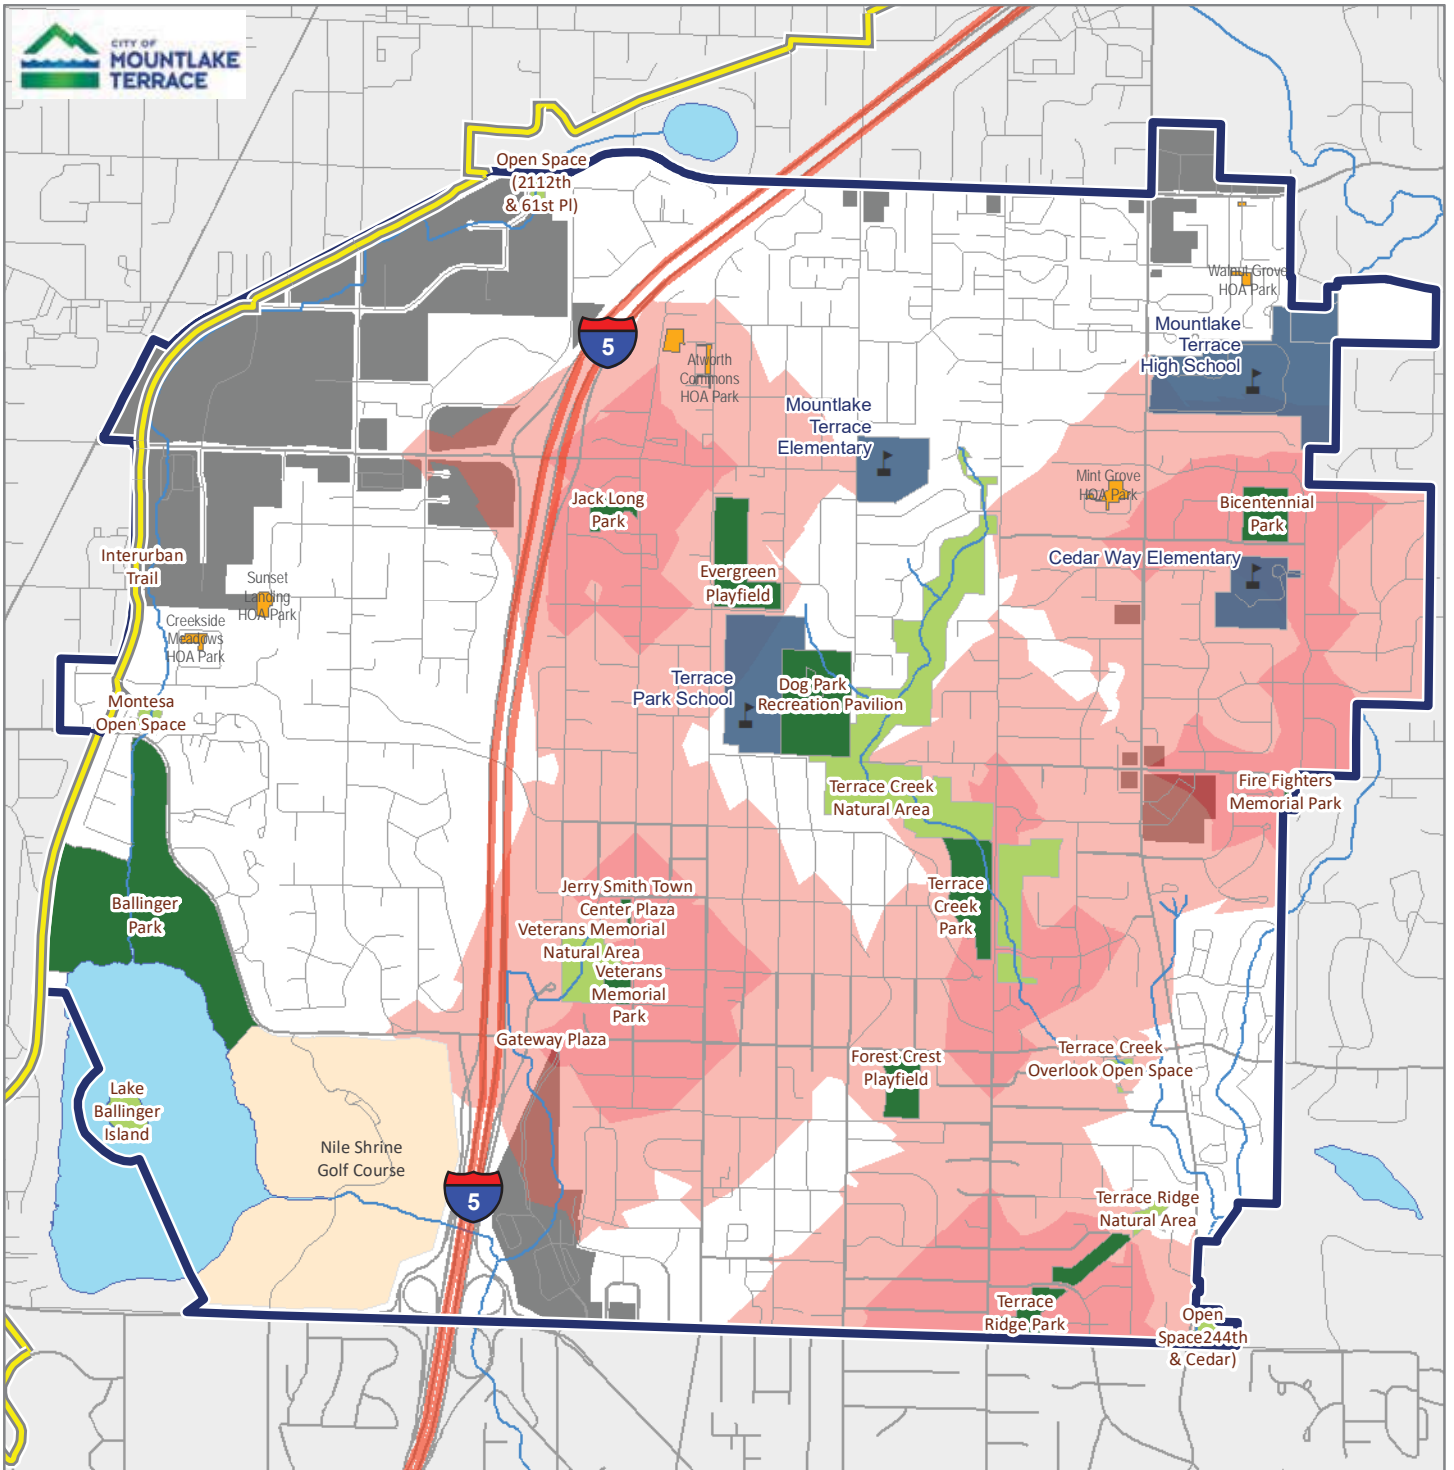 CITY OF
MOUNTLAKE
TERRACE
Open Space
(2112th
& 61st Pl)
Walnut Grove
HOA Park
Mountlake
Terrace
High School
5
Atworth
Commons
HOA Park
Mountlake
Terrace
Elementary
Mint Grove
HOA Park
Bicentennial
Park
Jack Long
Park
Interurban
Trail
Cedar Way Elementary
Evergreen
Playfield
Sunset
Landing
HOA Park
Creekside
Meadows
HOA Park
Terrace
Park School
Dog Park
Recreation Pavilion
Montesa
Open Space
Terrace Creek
Natural Area
Fire Fighters
Memorial Park
Ballinger
Park
Jerry Smith Town
Center Plaza
Veterans Memorial
Natural Area
Veterans
Memorial
Park
Terrace
Creek
Park
Gateway Plaza
Forest Crest
Playfield
Terrace Creek
Overlook Open Space
Lake
Ballinger
Island
Nile Shrine
Golf Course
5
Terrace Ridge
Natural Area
Terrace
Ridge Park
Open
Space244th
& Cedar)